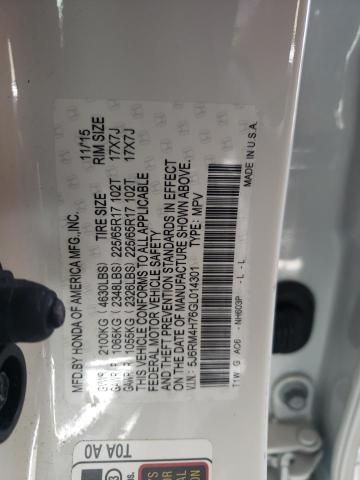 MFD.BY HONDA OF AMERICA MFG.,INC. 11/15
TIRE SIZE RIM SIZE
2100KG (4630LBS)
1065KG (2348LBS) 225/65R17 102T 17X7J
1055KG (2326LBS) 225/65R17 102T 17X7J
THIS VEHICLE CONFORMS TO ALL APPLICABLE
FEDERAL MOTOR VEHICLE SAFETY
AND THEFT PREVENTION STANDARDS IN EFFECT
ON THE DATE OF MANUFACTURE SHOWN ABOVE.
V.I.N.: 5J6RM4H76GL014301 TYPE: MPV
T1W G AC6 -NH603P -L -L
MADE IN U.S.A.
T0A A0